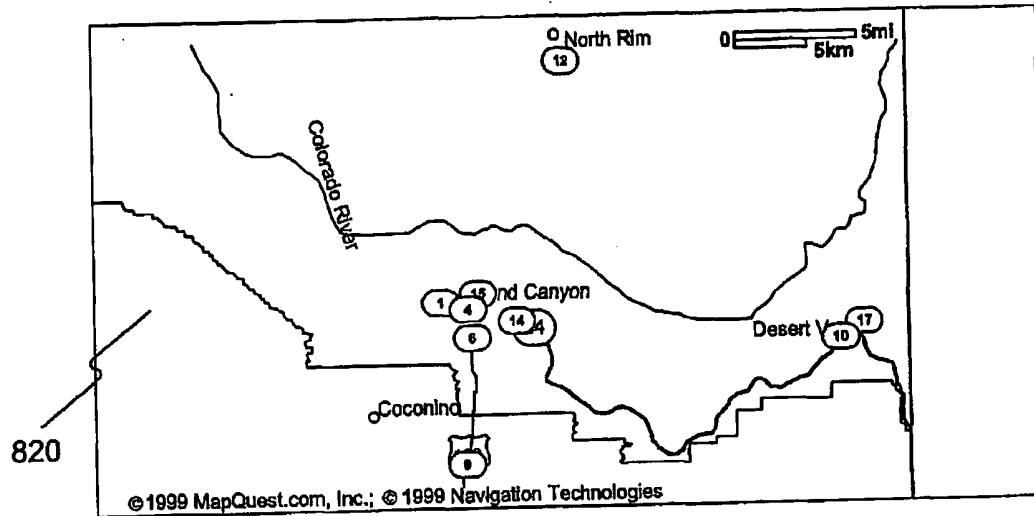 North Rim
12
0 5mi
5km
Colorado River
1
15
nd Canyon
4
14
4
6
Desert V
10
17
Coconino
9
820
©1999 MapQuest.com, Inc.; © 1999 Navigation Technologies